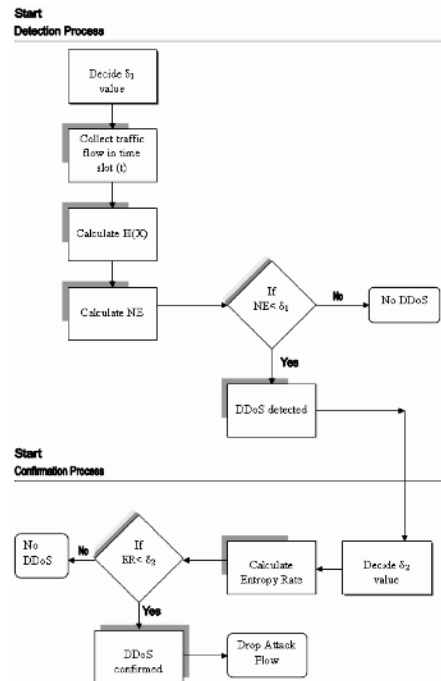 Start
Detection Process
Decide δ₁
value
Collect traffic
flow in time
slot (t)
Calculate H(X)
Calculate NE
If
NE< δ₁
No
No DDoS
Yes
DDoS detected
Start
Confirmation Process
No
DDoS
No
If
ER< δ₂
Calculate
Entropy Rate
Decide δ₂
value
Yes
DDoS
confirmed
Drop Attack
Flow